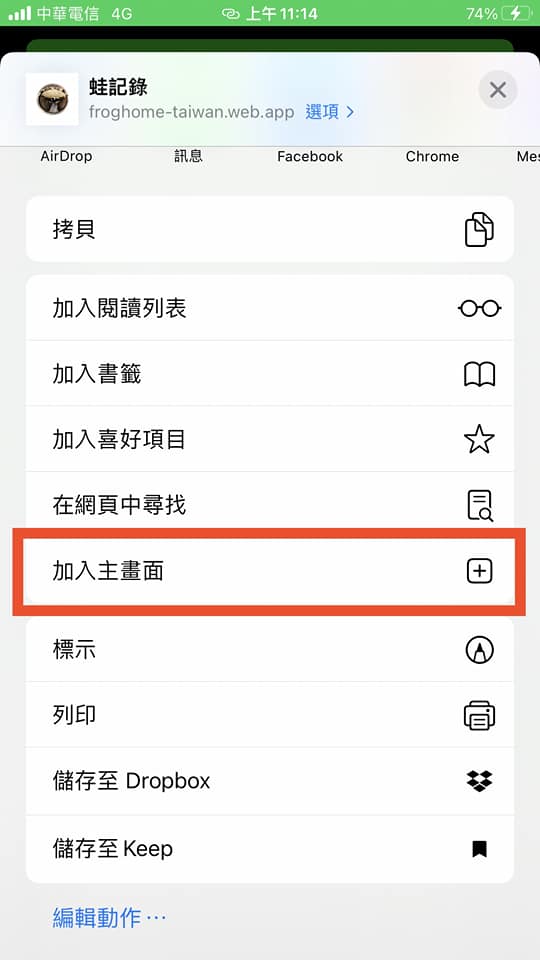 中華電信 4G 上午11:14 74%
蛙記錄
froghome-taiwan.web.app 選項 >
AirDrop 訊息 Facebook Chrome Mes
拷貝
加入閱讀列表
加入書籤
加入喜好項目
在網頁中尋找
加入主畫面
標示
列印
儲存至 Dropbox
儲存至 Keep
編輯動作⋯